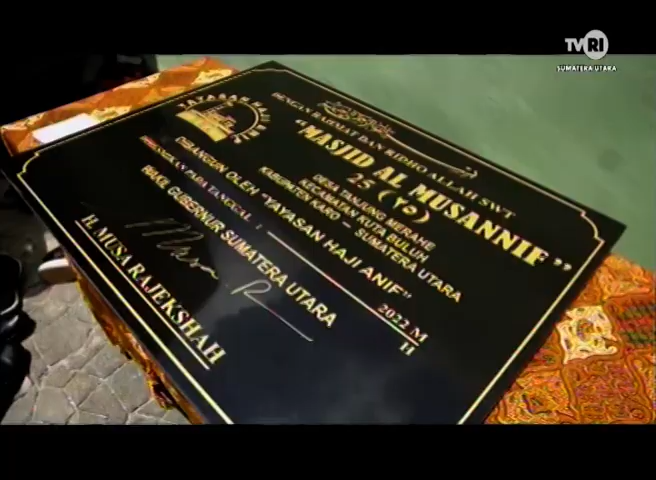 TVRI
SUMATERA UTARA
YAYASAN HAJI ANIF
DENGAN RAHMAT DAN RIDHO ALLAH SWT
“MASJID AL MUSANNIF”
25 (٢٥)
DESA TANJUNG MERAHE
KECAMATAN KUTA BULUH
KABUPATEN KARO – SUMATERA UTARA
DIBANGUN OLEH “YAYASAN HAJI ANIF”
PADA TANGGAL : 2022 M
H
WAKIL GUBERNUR SUMATERA UTARA
H. MUSA RAJEKSHAH